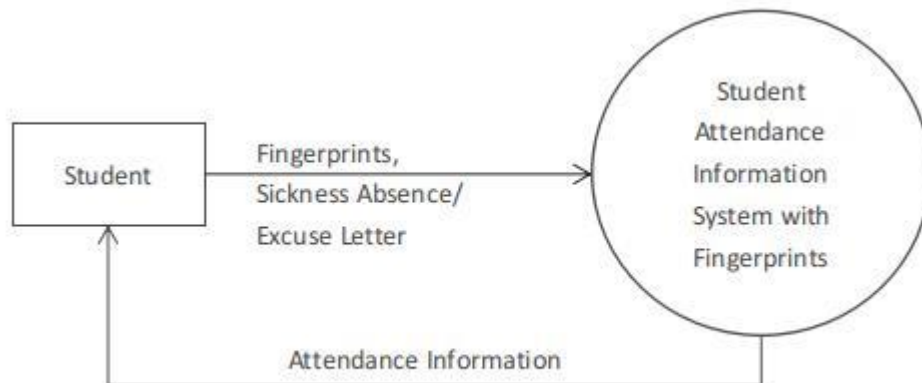 Student
Fingerprints,
Sickness Absence/
Excuse Letter
Student
Attendance
Information
System with
Fingerprints
Attendance Information